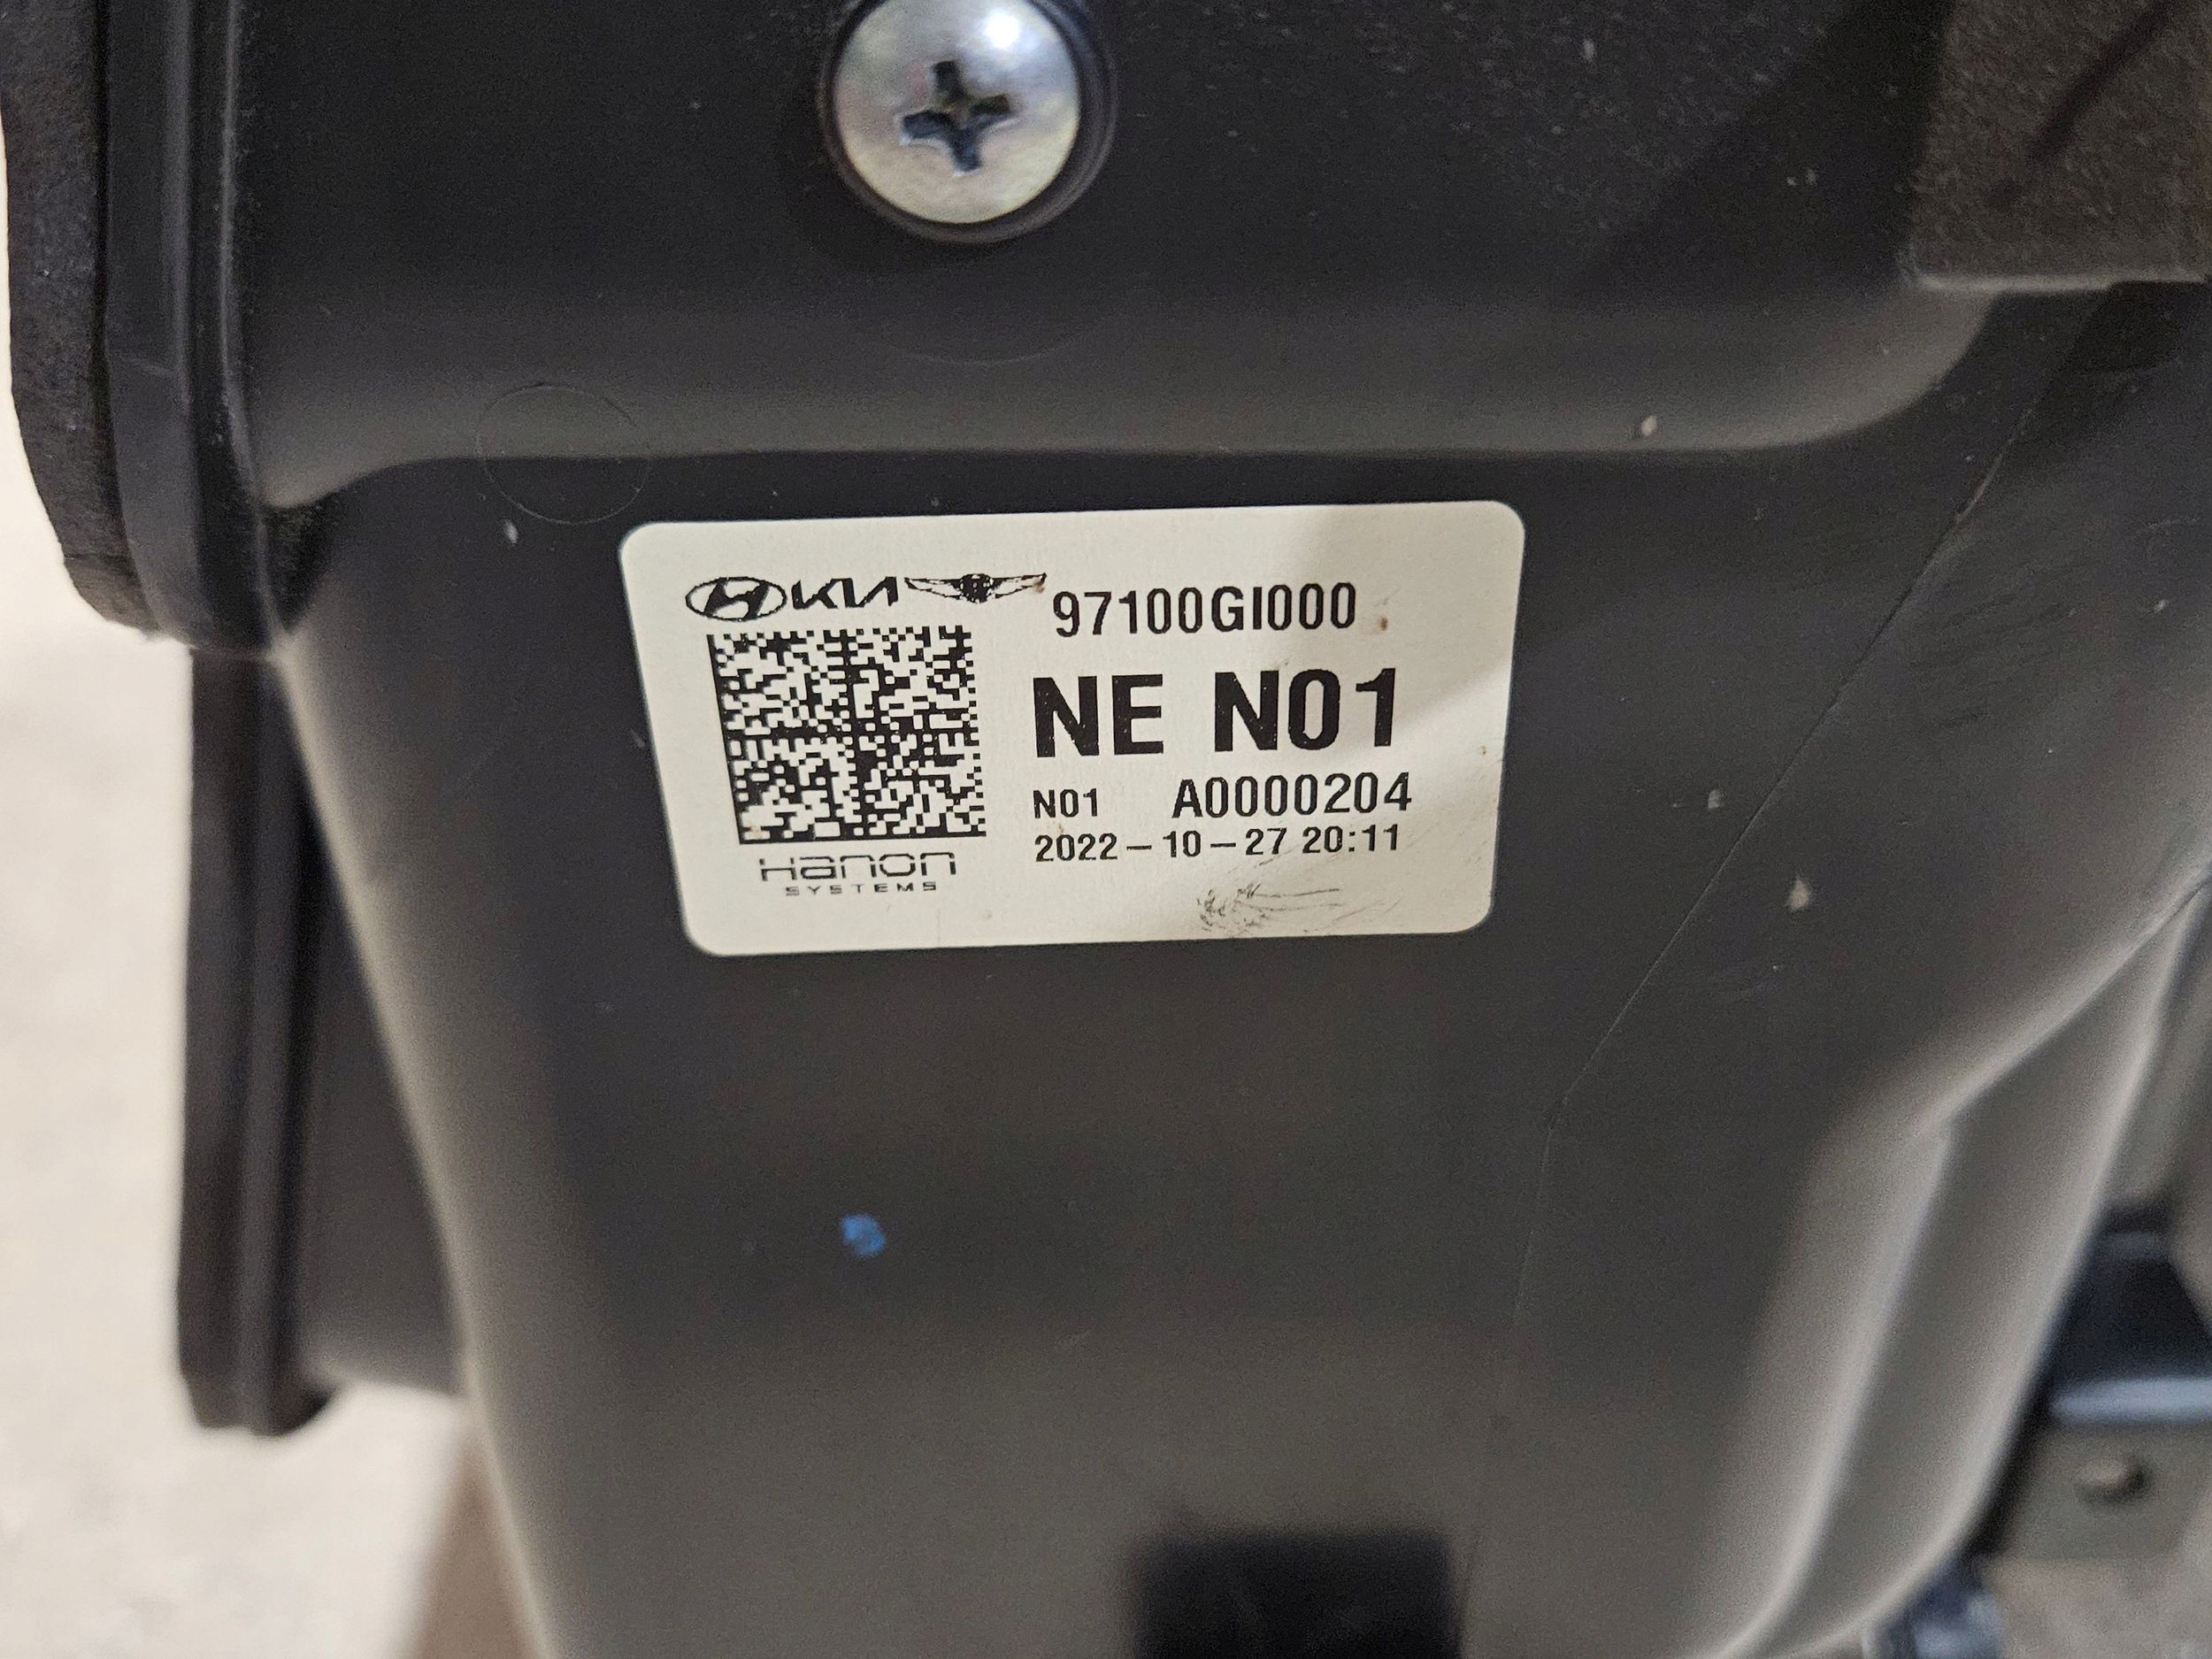 KIA 97100GI000
NE N01
N01 A0000204
2022-10-27 20:11
Hanon
SYSTEMS